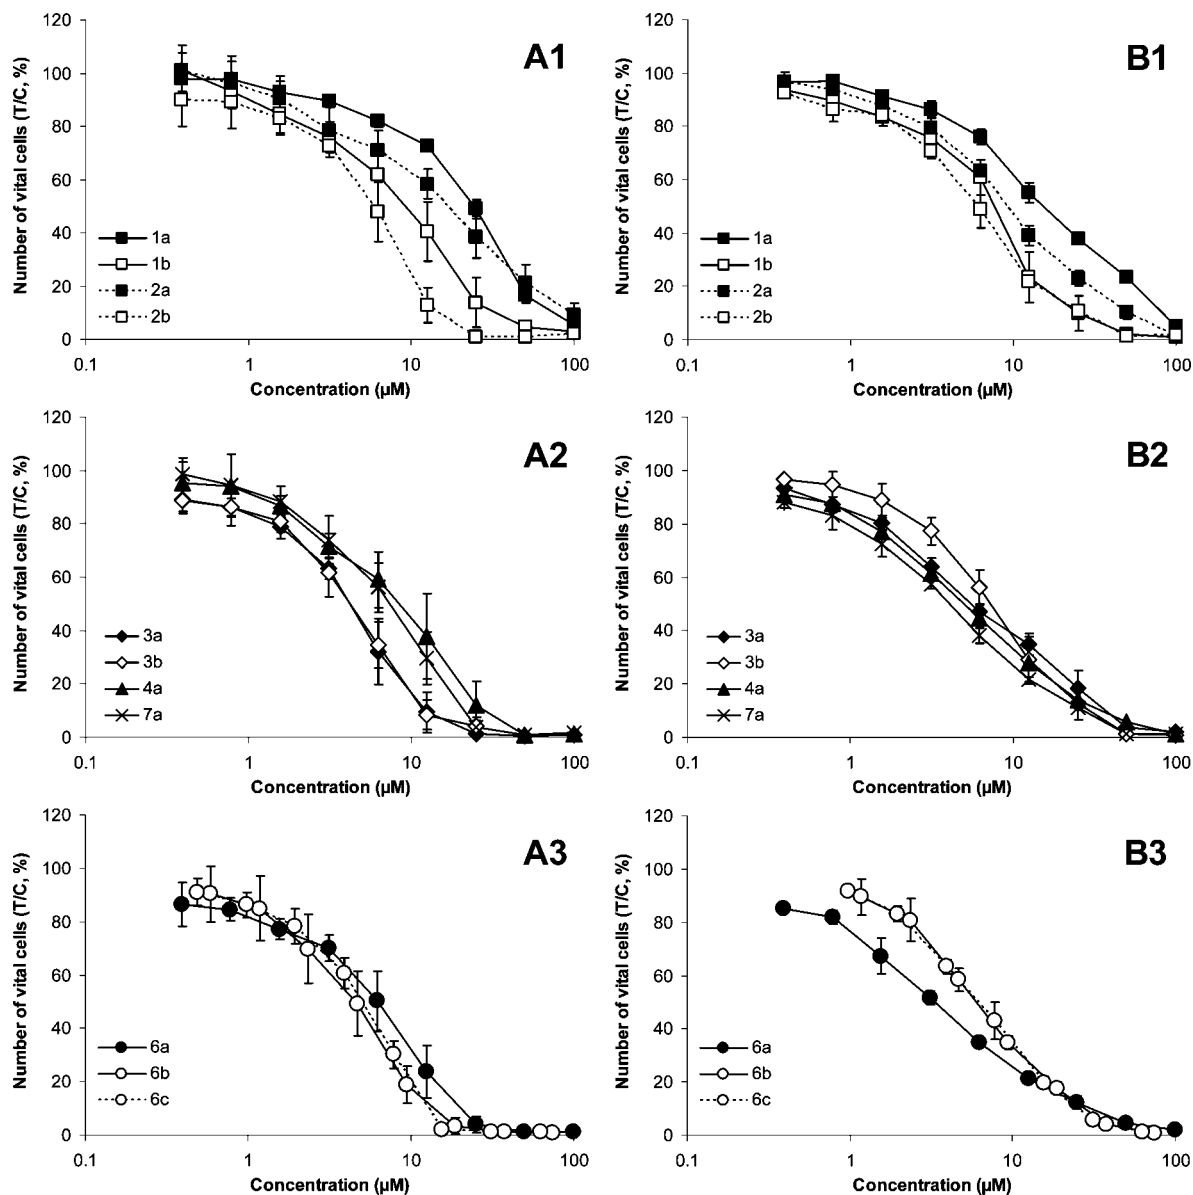 A1
Number of vital cells (T/C, %)
120
100
80
60
40
20
0
1a
1b
2a
2b
0.1 1 10 100
Concentration (µM)
B1
Number of vital cells (T/C, %)
120
100
80
60
40
20
0
1a
1b
2a
2b
0.1 1 10 100
Concentration (µM)
A2
Number of vital cells (T/C, %)
120
100
80
60
40
20
0
3a
3b
4a
7a
0.1 1 10 100
Concentration (µM)
B2
Number of vital cells (T/C, %)
120
100
80
60
40
20
0
3a
3b
4a
7a
0.1 1 10 100
Concentration (µM)
A3
Number of vital cells (T/C, %)
120
100
80
60
40
20
0
6a
6b
6c
0.1 1 10 100
Concentration (µM)
B3
Number of vital cells (T/C, %)
120
100
80
60
40
20
0
6a
6b
6c
0.1 1 10 100
Concentration (µM)